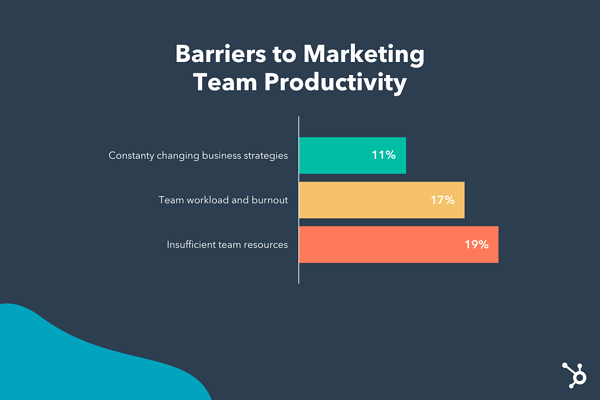 Barriers to Marketing
Team Productivity
Constanty changing business strategies
11%
Team workload and burnout
17%
Insufficient team resources
19%